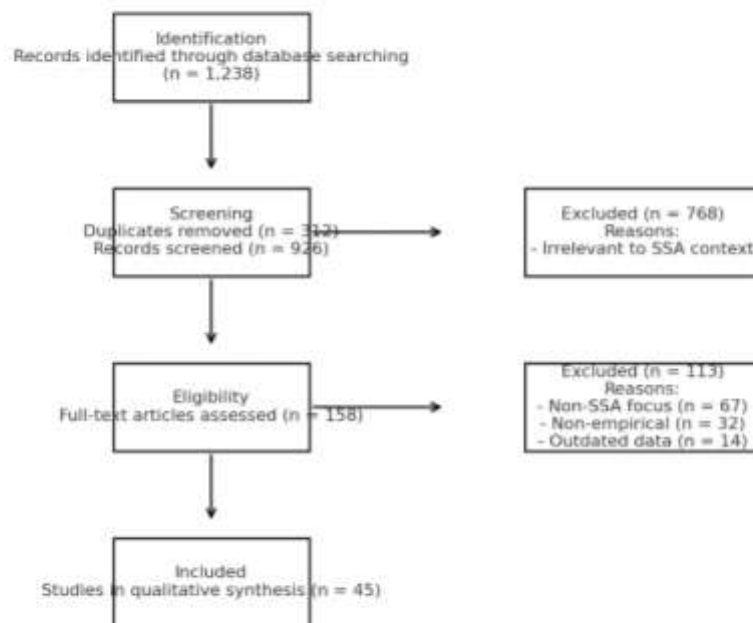 Identification
Records identified through database searching
(n = 1,238)
Screening
Duplicates removed (n = 312)
Records screened (n = 926)
Excluded (n = 768)
Reasons:
- Irrelevant to SSA context
Eligibility
Full-text articles assessed (n = 158)
Excluded (n = 113)
Reasons:
- Non-SSA focus (n = 67)
- Non-empirical (n = 32)
- Outdated data (n = 14)
Included
Studies in qualitative synthesis (n = 45)